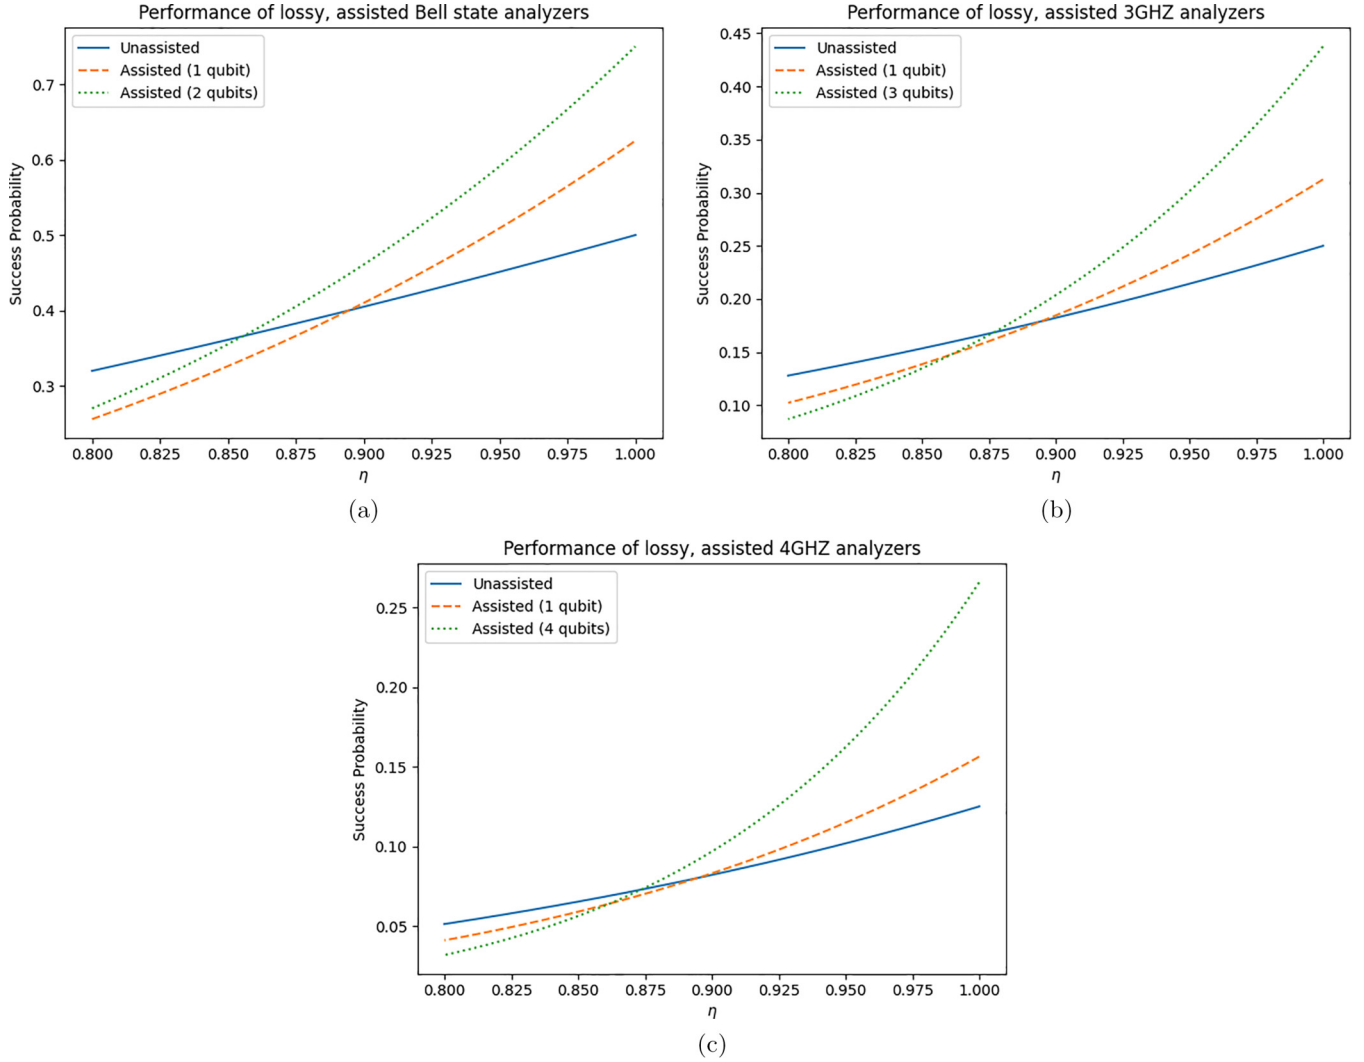 Performance of lossy, assisted Bell state analyzers
Unassisted
Assisted (1 qubit)
Assisted (2 qubits)
Success Probability
0.7
0.6
0.5
0.4
0.3
0.800 0.825 0.850 0.875 0.900 0.925 0.950 0.975 1.000
η
(a)
Performance of lossy, assisted 3GHZ analyzers
Unassisted
Assisted (1 qubit)
Assisted (3 qubits)
Success Probability
0.45
0.40
0.35
0.30
0.25
0.20
0.15
0.10
0.800 0.825 0.850 0.875 0.900 0.925 0.950 0.975 1.000
η
(b)
Performance of lossy, assisted 4GHZ analyzers
Unassisted
Assisted (1 qubit)
Assisted (4 qubits)
Success Probability
0.25
0.20
0.15
0.10
0.05
0.800 0.825 0.850 0.875 0.900 0.925 0.950 0.975 1.000
η
(c)